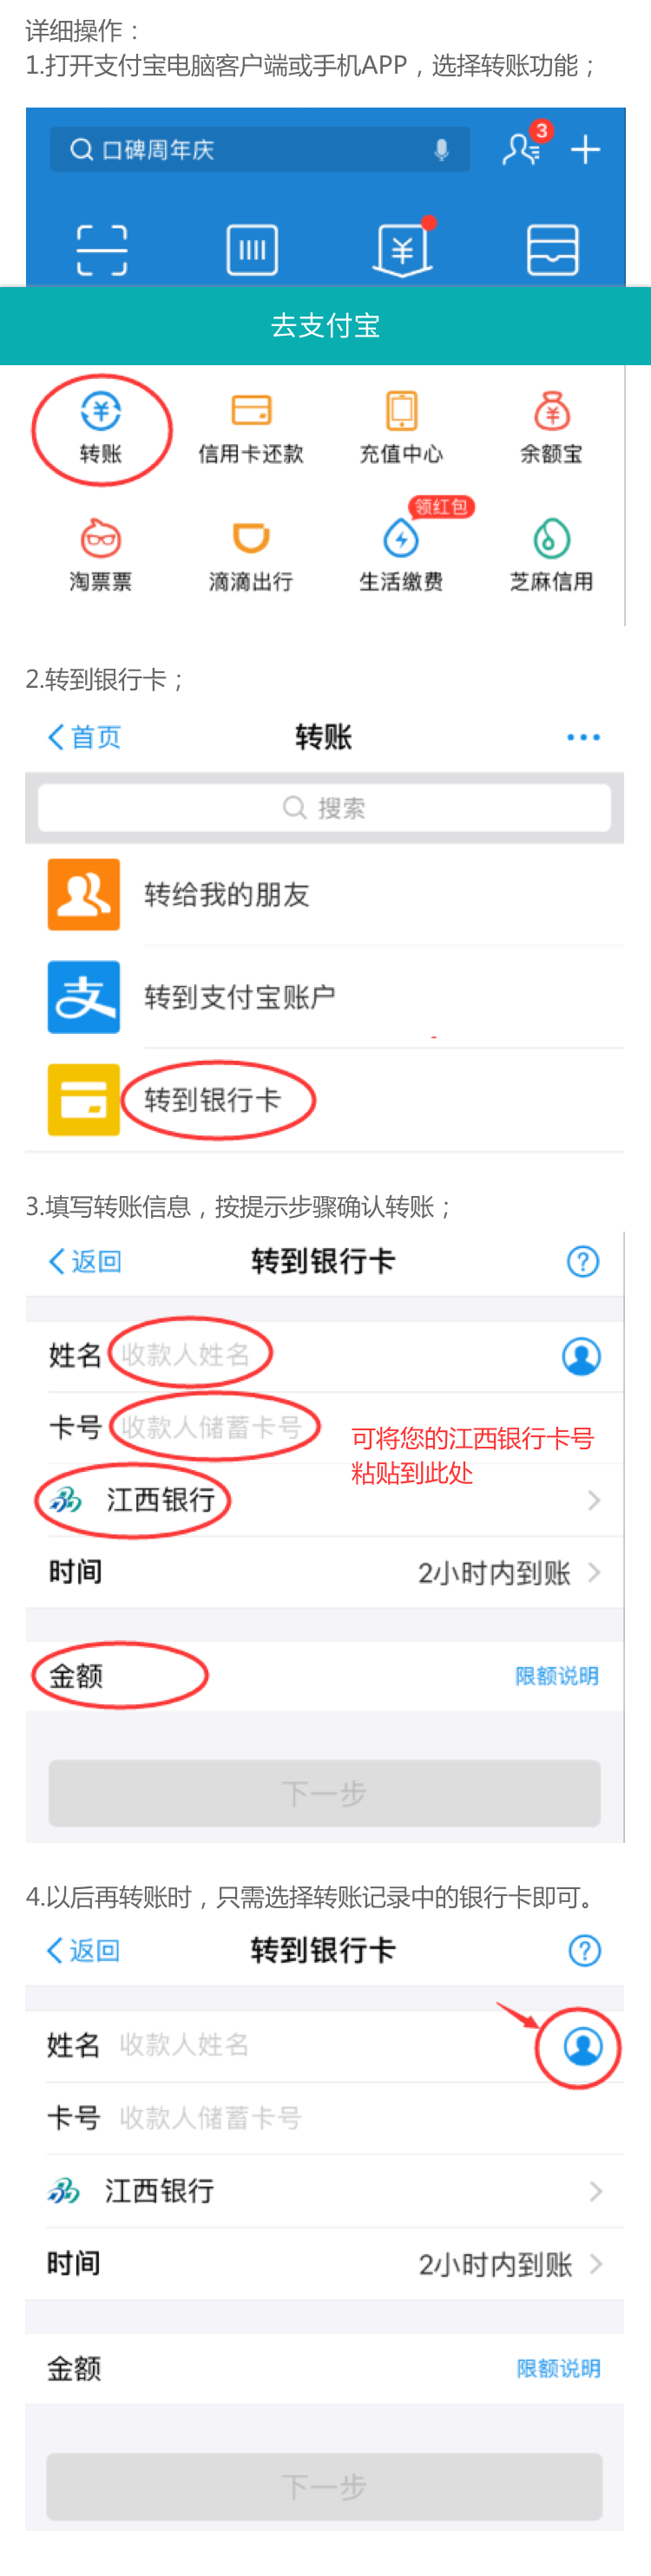 详细操作：
1.打开支付宝电脑客户端或手机APP，选择转账功能；
口碑周年庆
3
去支付宝
转账 信用卡还款 充值中心 余额宝
领红包
淘票票 滴滴出行 生活缴费 芝麻信用
2.转到银行卡；
首页 转账
搜索
转给我的朋友
支 转到支付宝账户
转到银行卡
3.填写转账信息，按提示步骤确认转账；
返回 转到银行卡
姓名 收款人姓名
卡号 收款人储蓄卡号
可将您的江西银行卡号
粘贴到此处
江西银行
时间 2小时内到账
金额 限额说明
下一步
4.以后再转账时，只需选择转账记录中的银行卡即可。
返回 转到银行卡
姓名 收款人姓名
卡号 收款人储蓄卡号
江西银行
时间 2小时内到账
金额 限额说明
下一步